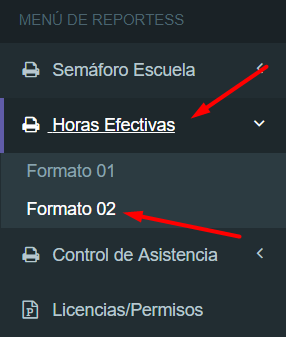 MENÚ DE REPORTESS
Semáforo Escuela
Horas Efectivas
Formato 01
Formato 02
Control de Asistencia
Licencias/Permisos